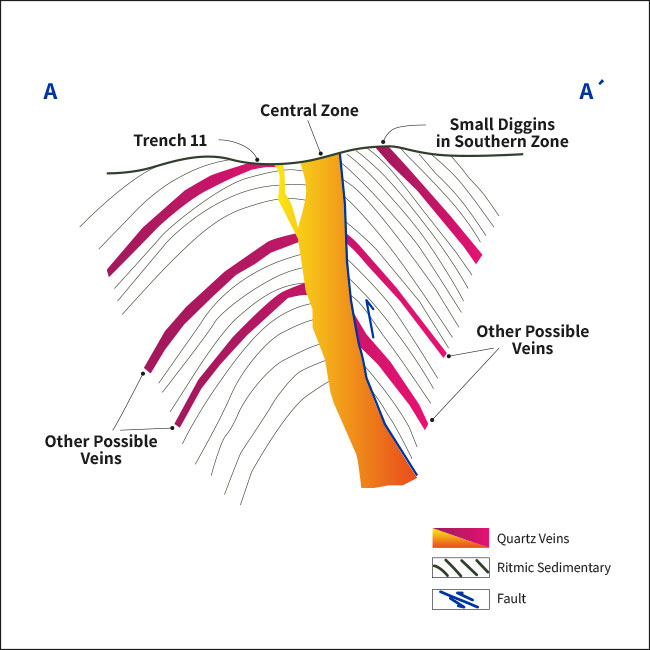 A
A´
Central Zone
Trench 11
Small Diggins
in Southern Zone
Other Possible
Veins
Other Possible
Veins
Quartz Veins
Ritmic Sedimentary
Fault